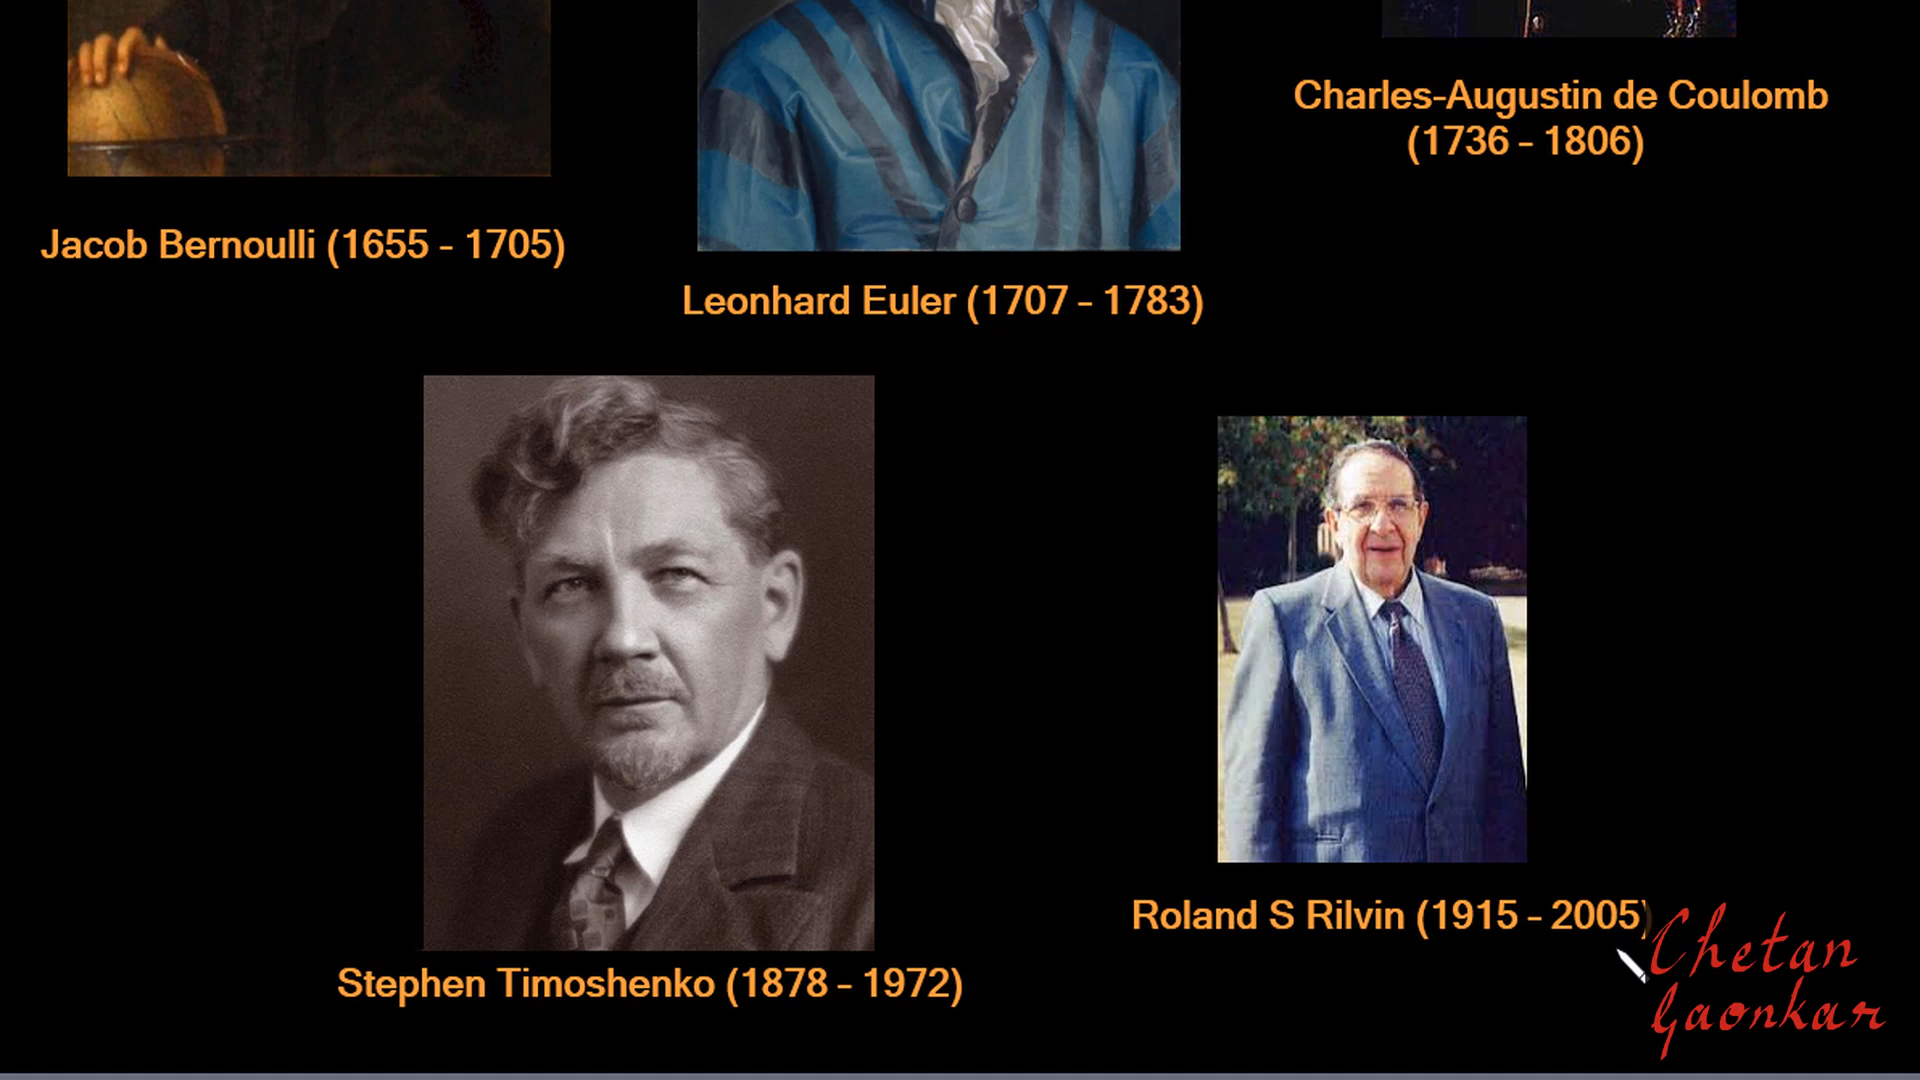 Charles-Augustin de Coulomb
(1736 - 1806)
Jacob Bernoulli (1655 - 1705)
Leonhard Euler (1707 - 1783)
Roland S Rilvin (1915 - 2005)
Stephen Timoshenko (1878 - 1972)
Chetan
Gaonkar